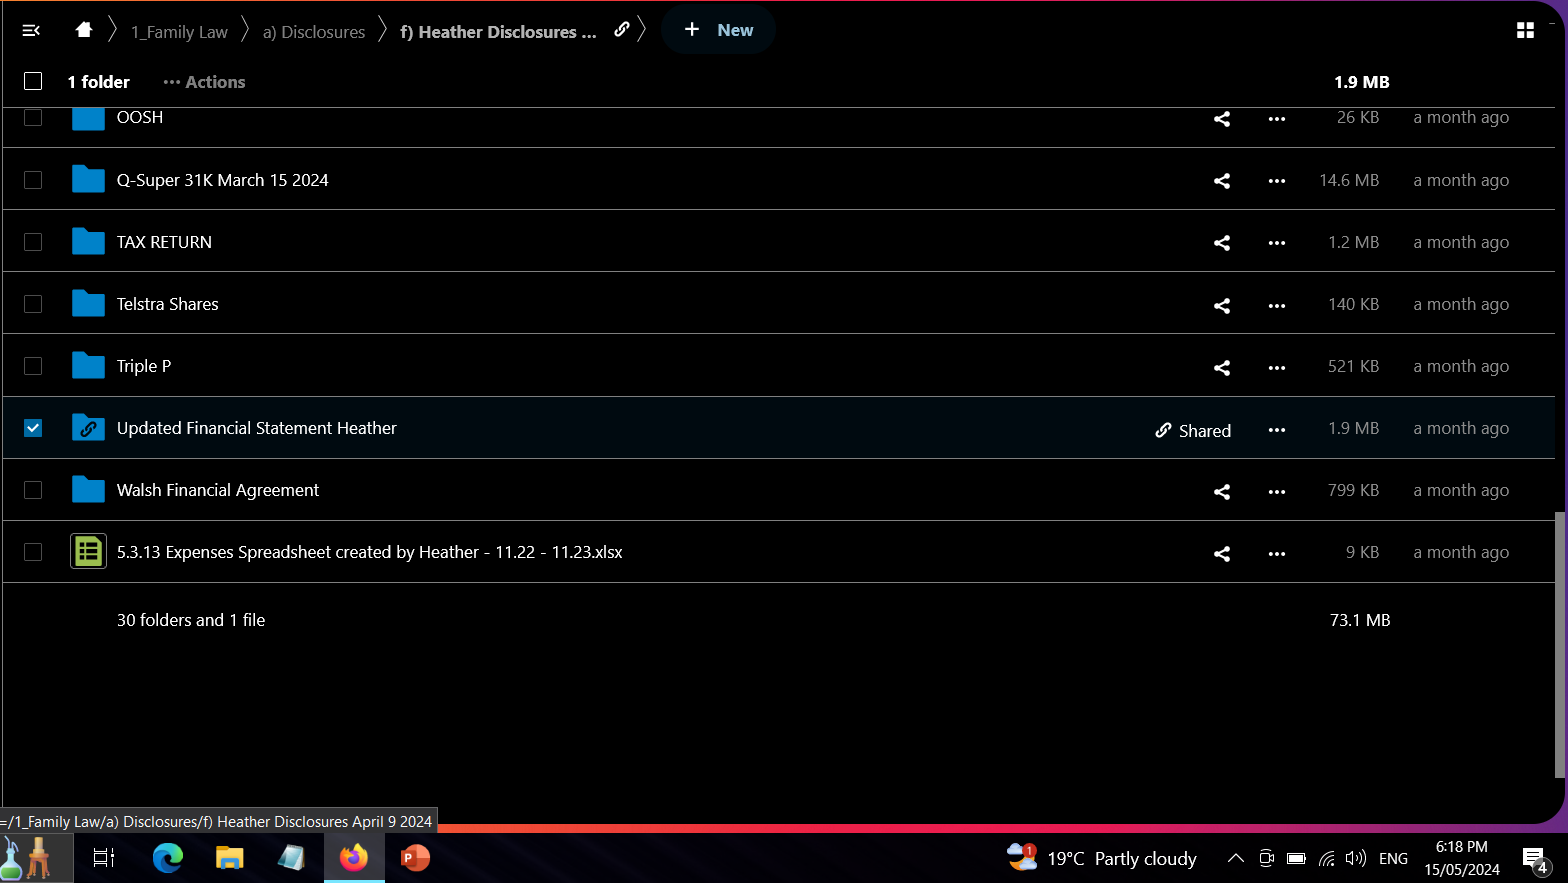 1_Family Law a) Disclosures f) Heather Disclosures ... + New
1 folder ••• Actions 1.9 MB
OOSH ••• 26 KB a month ago
Q-Super 31K March 15 2024 ••• 14.6 MB a month ago
TAX RETURN ••• 1.2 MB a month ago
Telstra Shares ••• 140 KB a month ago
Triple P ••• 521 KB a month ago
Updated Financial Statement Heather Shared ••• 1.9 MB a month ago
Walsh Financial Agreement ••• 799 KB a month ago
5.3.13 Expenses Spreadsheet created by Heather - 11.22 - 11.23.xlsx ••• 9 KB a month ago
30 folders and 1 file 73.1 MB
=/1_Family Law/a) Disclosures/f) Heather Disclosures April 9 2024
P 1 19°C Partly cloudy ENG 6:18 PM
15/05/2024 4